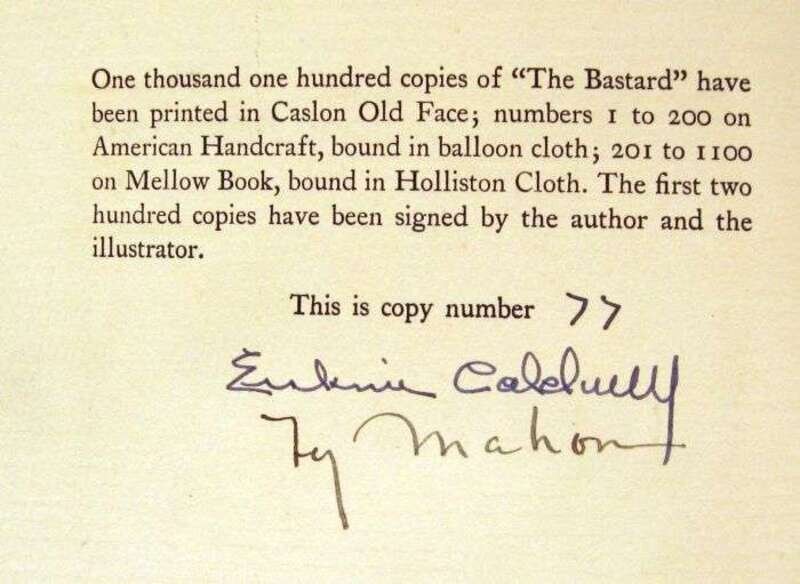 One thousand one hundred copies of “The Bastard” have
been printed in Caslon Old Face; numbers 1 to 200 on
American Handcraft, bound in balloon cloth; 201 to 1100
on Mellow Book, bound in Holliston Cloth. The first two
hundred copies have been signed by the author and the
illustrator.
This is copy number 77
Erskine Caldwell
Ty Mahon